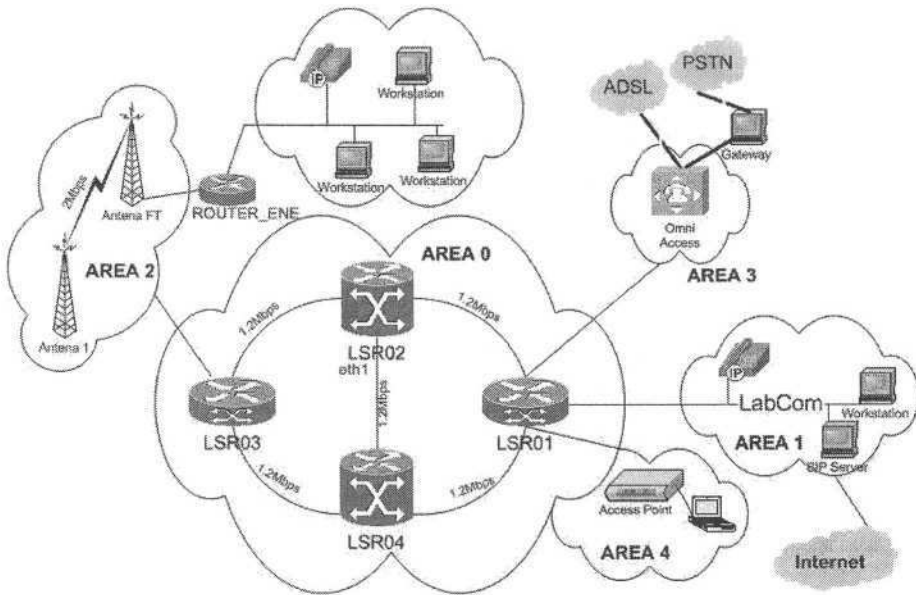 IP
Workstation
Workstation
Workstation
ADSL
PSTN
Gateway
Omni
Access
AREA 3
2Mbps
Antena FT
ROUTER_ENE
AREA 2
Antena 1
AREA 0
1.2Mbps
1.2Mbps
LSR02
eth1
1.2Mbps
LSR03
LSR01
1.2Mbps
1.2Mbps
LSR04
IP
LabCom
Workstation
AREA 1
SIP Server
Access Point
AREA 4
Internet